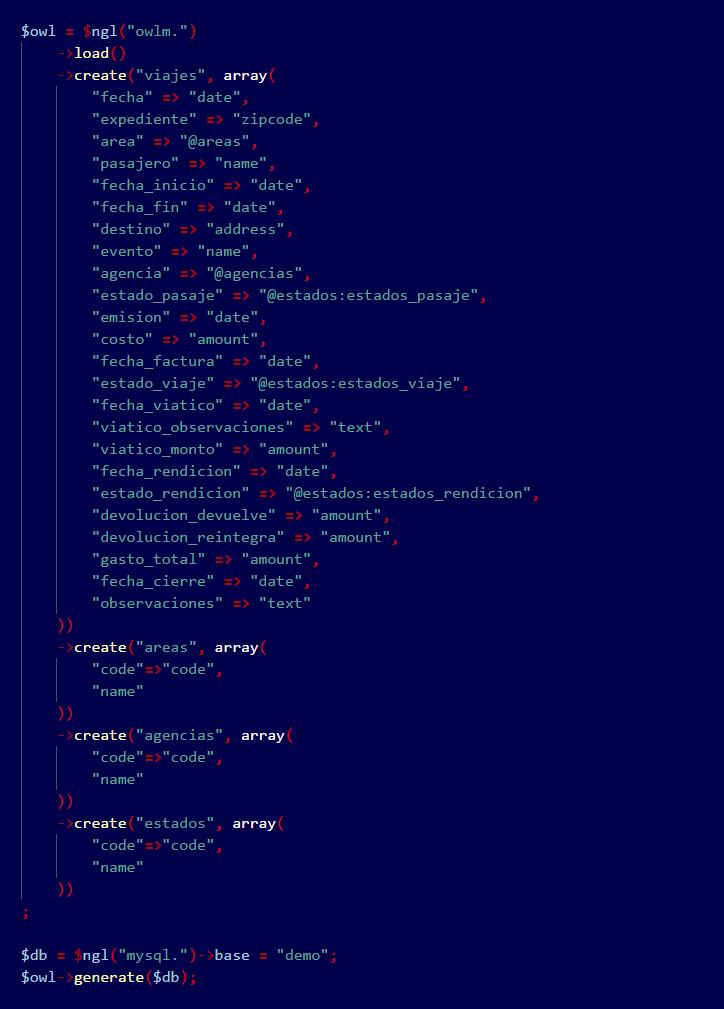 $owl = $ngl("owlm.")
    ->load()
    ->create("viajes", array(
        "fecha" => "date",
        "expediente" => "zipcode",
        "area" => "@areas",
        "pasajero" => "name",
        "fecha_inicio" => "date",
        "fecha_fin" => "date",
        "destino" => "address",
        "evento" => "name",
        "agencia" => "@agencias",
        "estado_pasaje" => "@estados:estados_pasaje",
        "emision" => "date",
        "costo" => "amount",
        "fecha_factura" => "date",
        "estado_viaje" => "@estados:estados_viaje",
        "fecha_viatico" => "date",
        "viatico_observaciones" => "text",
        "viatico_monto" => "amount",
        "fecha_rendicion" => "date",
        "estado_rendicion" => "@estados:estados_rendicion",
        "devolucion_devuelve" => "amount",
        "devolucion_reintegra" => "amount",
        "gasto_total" => "amount",
        "fecha_cierre" => "date",
        "observaciones" => "text"
    ))
    ->create("areas", array(
        "code"=>"code",
        "name"
    ))
    ->create("agencias", array(
        "code"=>"code",
        "name"
    ))
    ->create("estados", array(
        "code"=>"code",
        "name"
    ))
;
$db = $ngl("mysql.")->base = "demo";
$owl->generate($db);